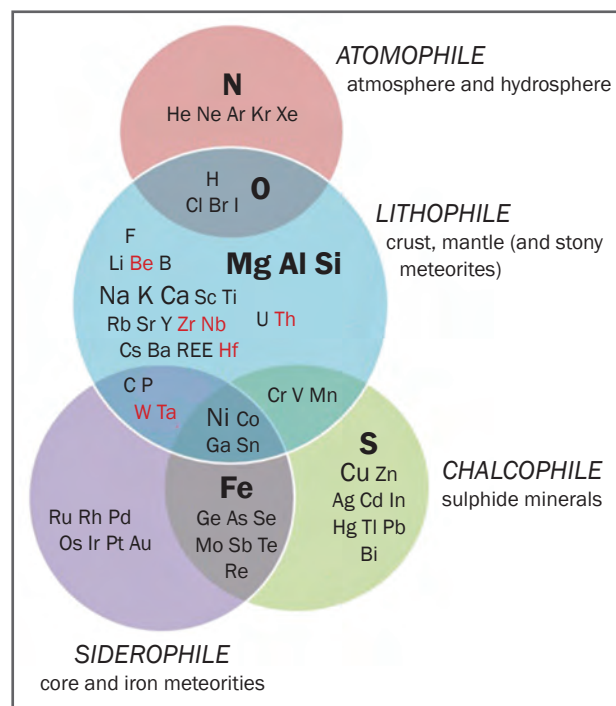 ATOMOPHILE
atmosphere and hydrosphere
N
He Ne Ar Kr Xe
H
O
Cl Br I
LITHOPHILE
crust, mantle (and stony
meteorites)
F
Li Be B
Mg Al Si
Na K Ca Sc Ti
Rb Sr Y Zr Nb
U Th
Cs Ba REE Hf
C P
W Ta
Cr V Mn
Ni Co
Ga Sn
S
Cu Zn
Ag Cd In
Hg Tl Pb
Bi
CHALCOPHILE
sulphide minerals
Fe
Ge As Se
Mo Sb Te
Re
Ru Rh Pd
Os Ir Pt Au
SIDEROPHILE
core and iron meteorities